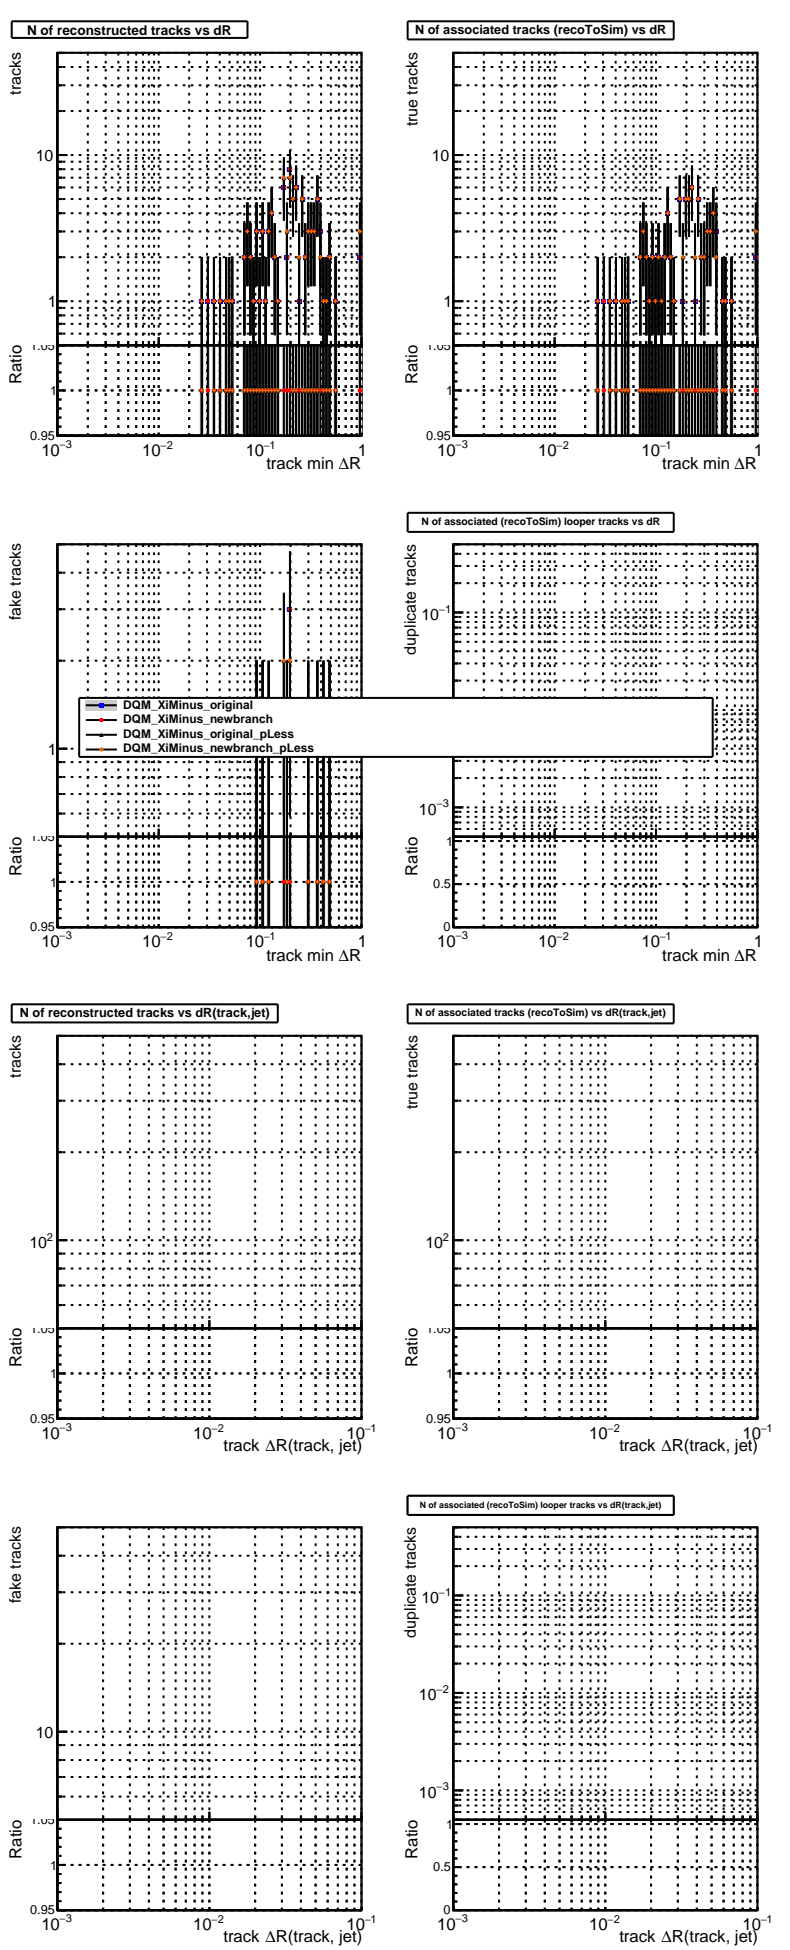 N of reconstructed tracks vs dR
tracks
10
1
1.05
Ratio
1
0.95
10−3
10−2
10−1
1
track min ΔR
N of associated tracks (recoToSim) vs dR
true tracks
10
1
1.05
Ratio
1
0.95
10−3
10−2
10−1
1
track min ΔR
fake tracks
1
1.05
Ratio
1
0.95
10−3
10−2
10−1
1
track min ΔR
N of associated (recoToSim) looper tracks vs dR
duplicate tracks
10−1
10−3
Ratio
1
0.5
0
10−3
10−2
10−1
1
track min ΔR
DQM_XiMinus_original
DQM_XiMinus_newbranch
DQM_XiMinus_original_pLess
DQM_XiMinus_newbranch_pLess
N of reconstructed tracks vs dR(track,jet)
tracks
102
1.05
Ratio
1
0.95
10−3
10−2
10−1
track ΔR(track, jet)
N of associated tracks (recoToSim) vs dR(track,jet)
true tracks
102
1.05
Ratio
1
0.95
10−3
10−2
10−1
track ΔR(track, jet)
fake tracks
10
1.05
Ratio
1
0.95
10−3
10−2
10−1
track ΔR(track, jet)
N of associated (recoToSim) looper tracks vs dR(track,jet)
duplicate tracks
10−1
10−2
10−3
Ratio
1
0.5
0
10−3
10−2
10−1
track ΔR(track, jet)